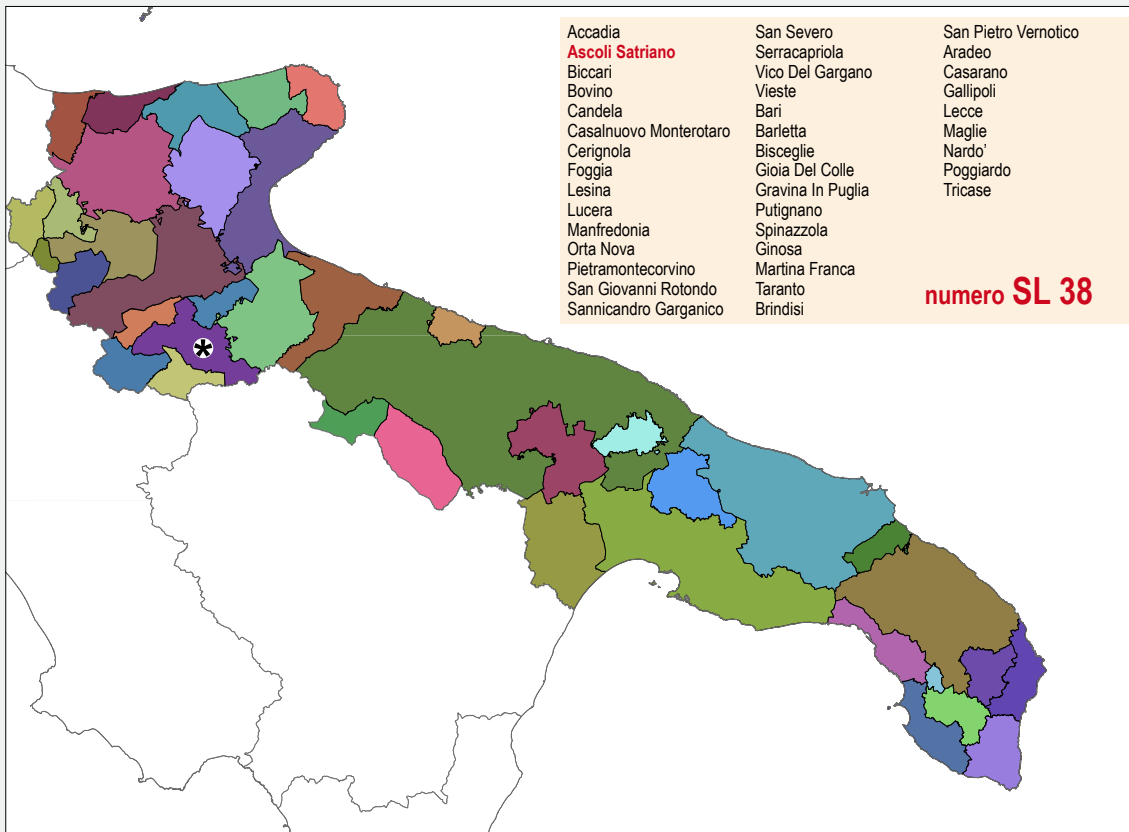 Accadia
Ascoli Satriano
Biccari
Bovino
Candela
Casalnuovo Monterotaro
Cerignola
Foggia
Lesina
Lucera
Manfredonia
Orta Nova
Pietramontecorvino
San Giovanni Rotondo
Sannicandro Garganico
San Severo
Serracapriola
Vico Del Gargano
Vieste
Bari
Barletta
Bisceglie
Gioia Del Colle
Gravina In Puglia
Putignano
Spinazzola
Ginosa
Martina Franca
Taranto
Brindisi
San Pietro Vernotico
Aradeo
Casarano
Gallipoli
Lecce
Maglie
Nardo'
Poggiardo
Tricase
numero SL 38
*